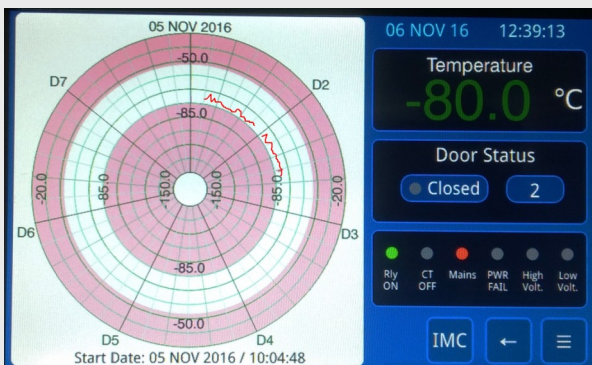 05 NOV 2016
-50.0
D7
D2
-85.0
-20.0
-85.0
-150.0
-150.0
-85.0
-20.0
D6
D3
-85.0
-50.0
D5
D4
Start Date: 05 NOV 2016 / 10:04:48
06 NOV 16 12:39:13
Temperature
-80.0 °C
Door Status
Closed 2
Rly ON
CT OFF
Mains
PWR FAIL
High Volt.
Low Volt.
IMC